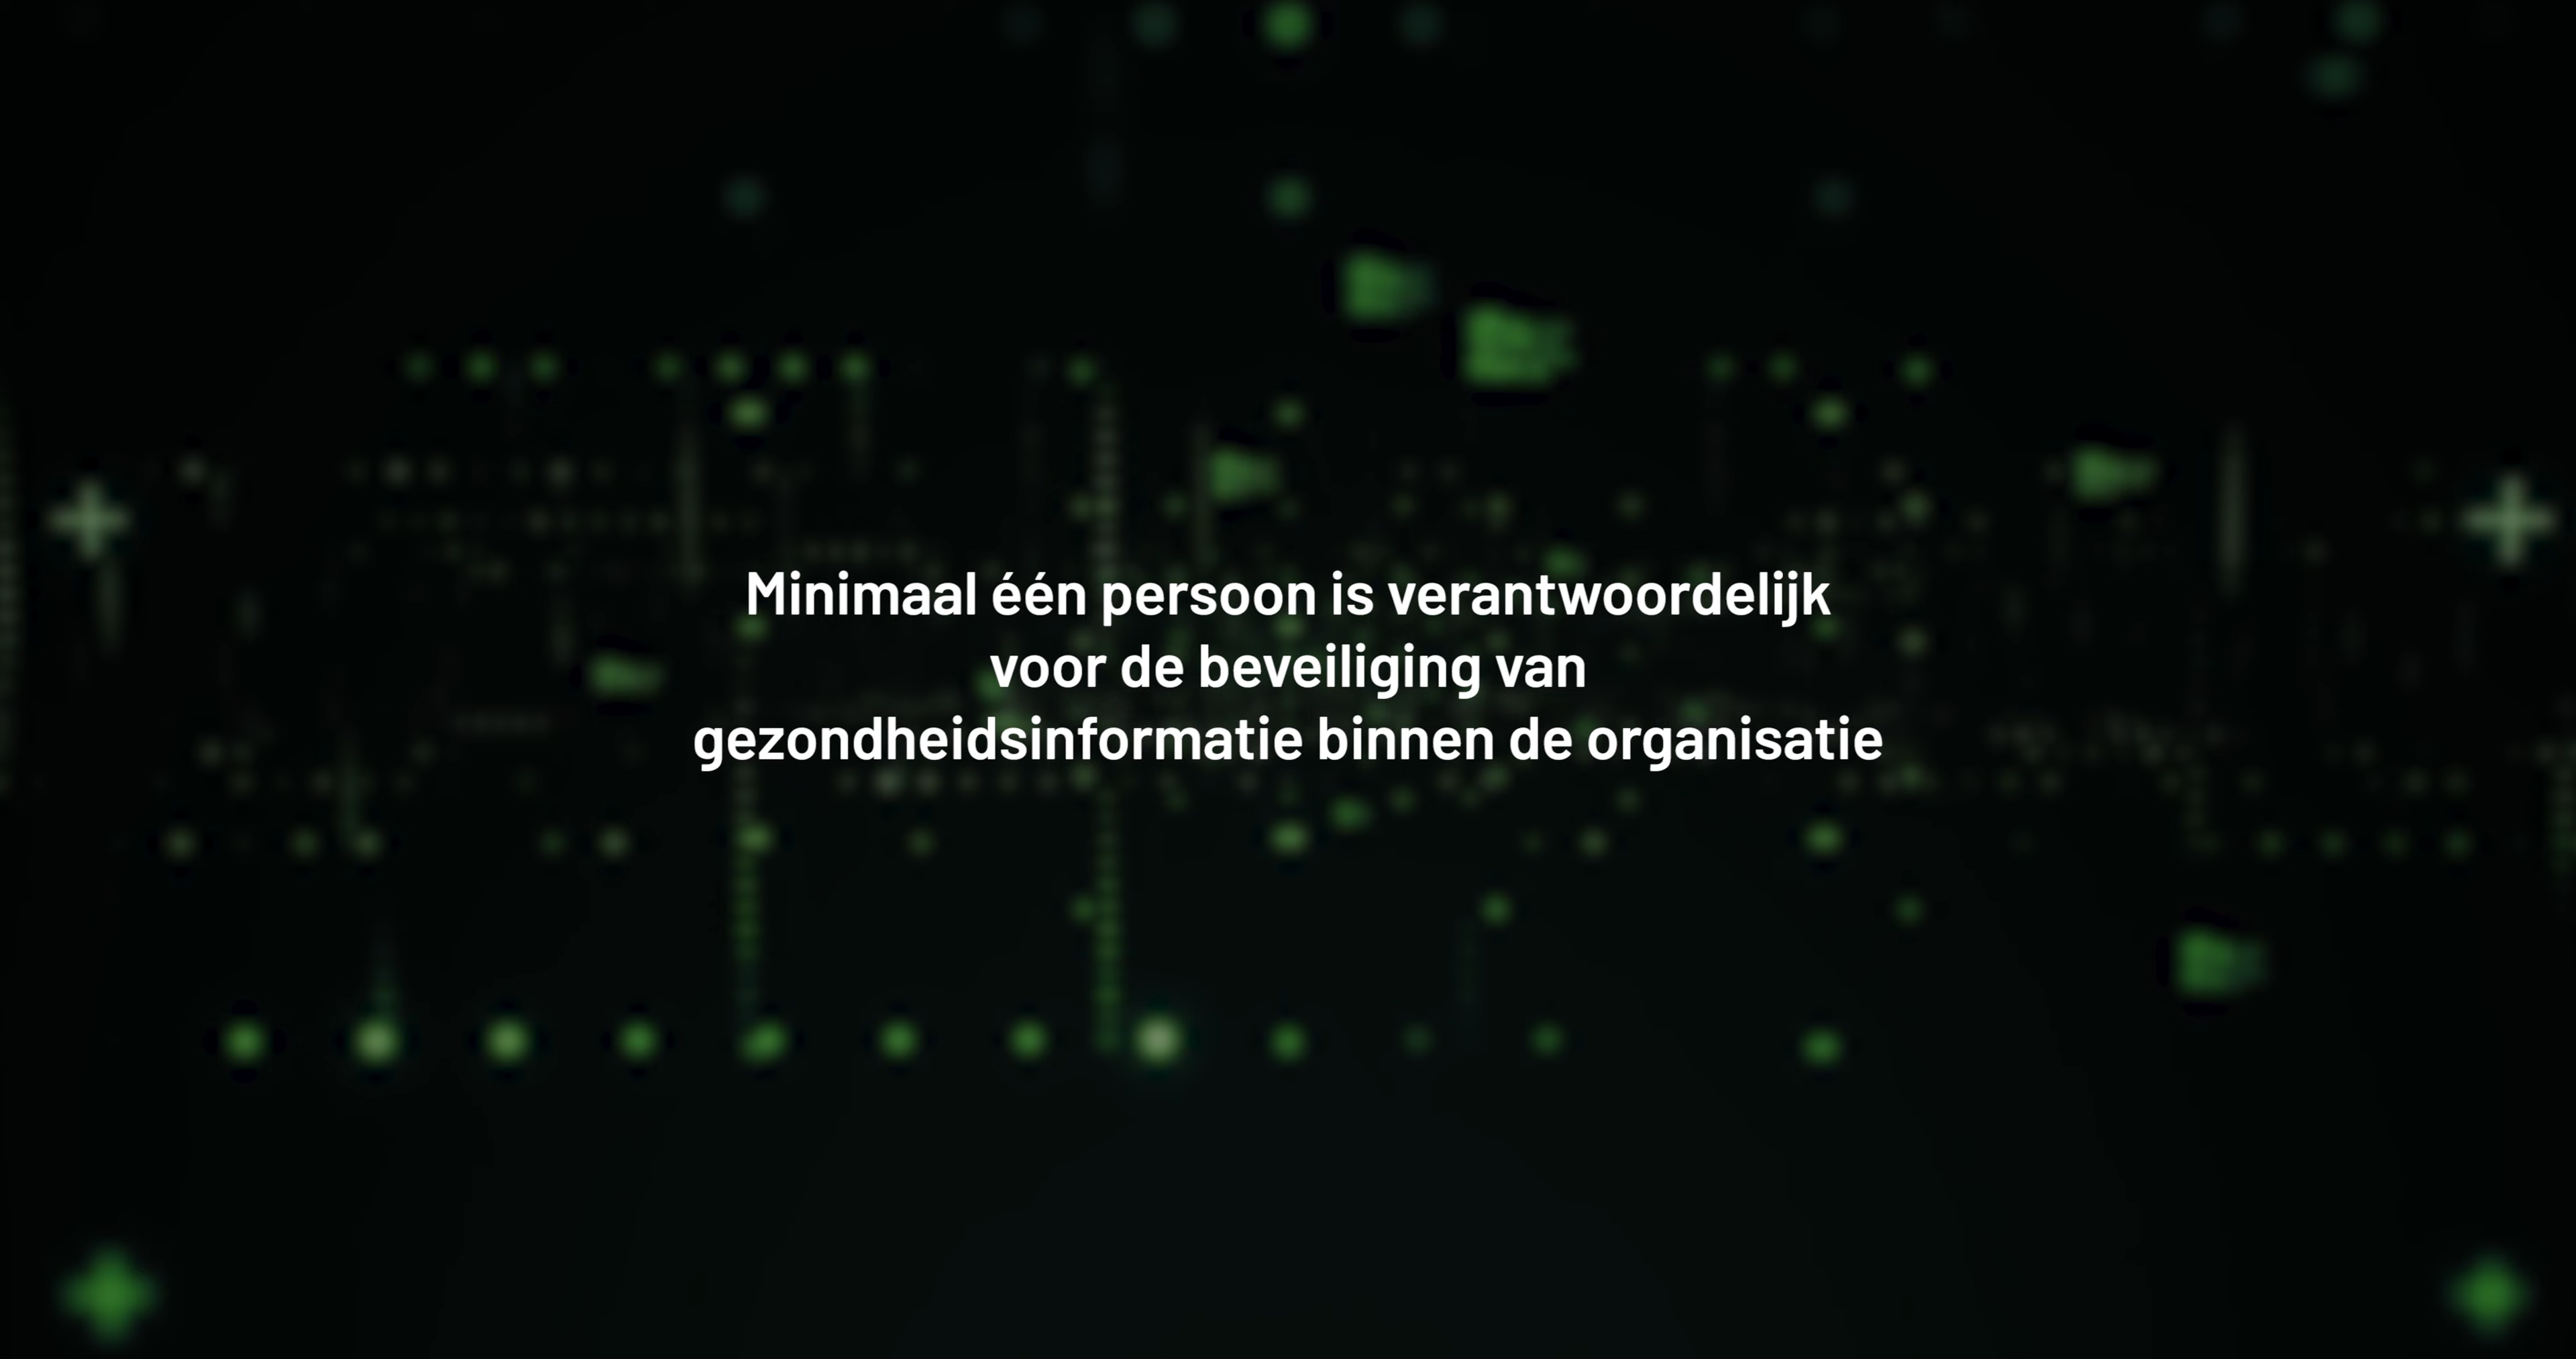 Minimaal één persoon is verantwoordelijk
voor de beveiliging van
gezondheidsinformatie binnen de organisatie